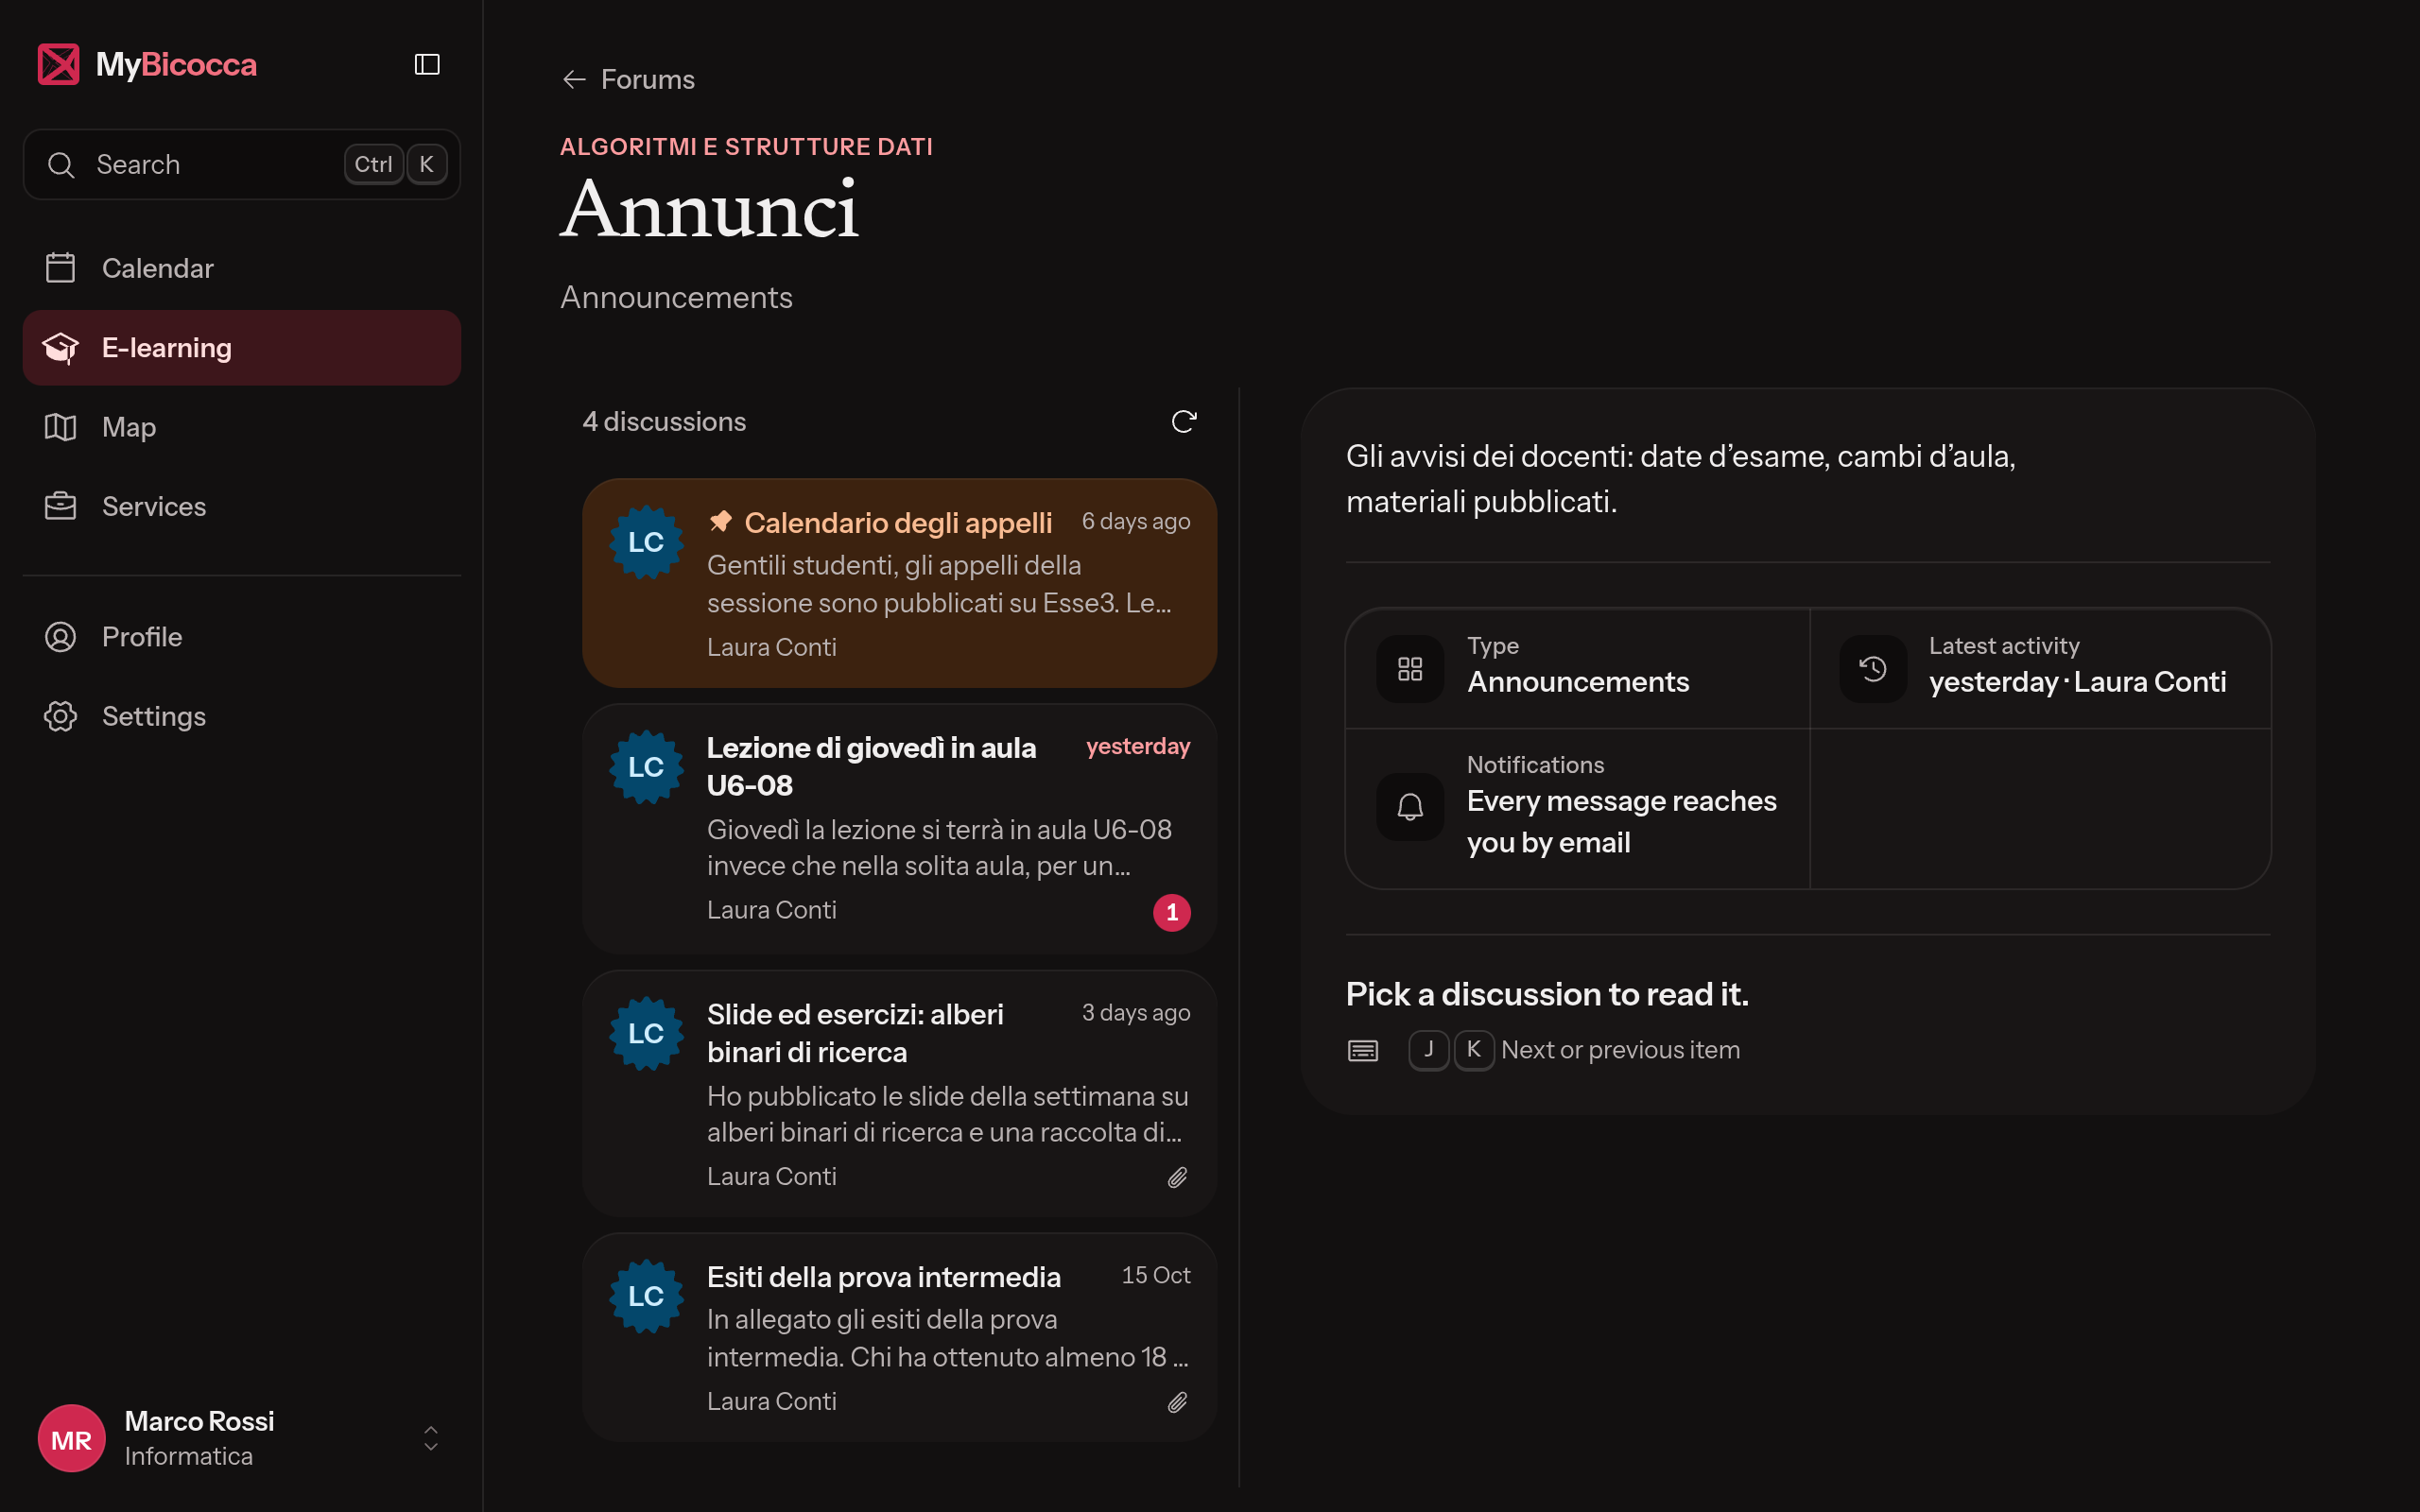 MyBicocca
Search
Ctrl K
Calendar
E-learning
Map
Services
Profile
Settings
MR
Marco Rossi
Informatica
Forums
ALGORITMI E STRUTTURE DATI
Annunci
Announcements
4 discussions
LC
Calendario degli appelli
6 days ago
Gentili studenti, gli appelli della
sessione sono pubblicati su Esse3. Le...
Laura Conti
LC
Lezione di giovedì in aula
U6-08
yesterday
Giovedì la lezione si terrà in aula U6-08
invece che nella solita aula, per un...
Laura Conti
1
LC
Slide ed esercizi: alberi
binari di ricerca
3 days ago
Ho pubblicato le slide della settimana su
alberi binari di ricerca e una raccolta di...
Laura Conti
LC
Esiti della prova intermedia
15 Oct
In allegato gli esiti della prova
intermedia. Chi ha ottenuto almeno 18 ...
Laura Conti
Gli avvisi dei docenti: date d’esame, cambi d’aula,
materiali pubblicati.
Type
Announcements
Latest activity
yesterday · Laura Conti
Notifications
Every message reaches
you by email
Pick a discussion to read it.
J K Next or previous item